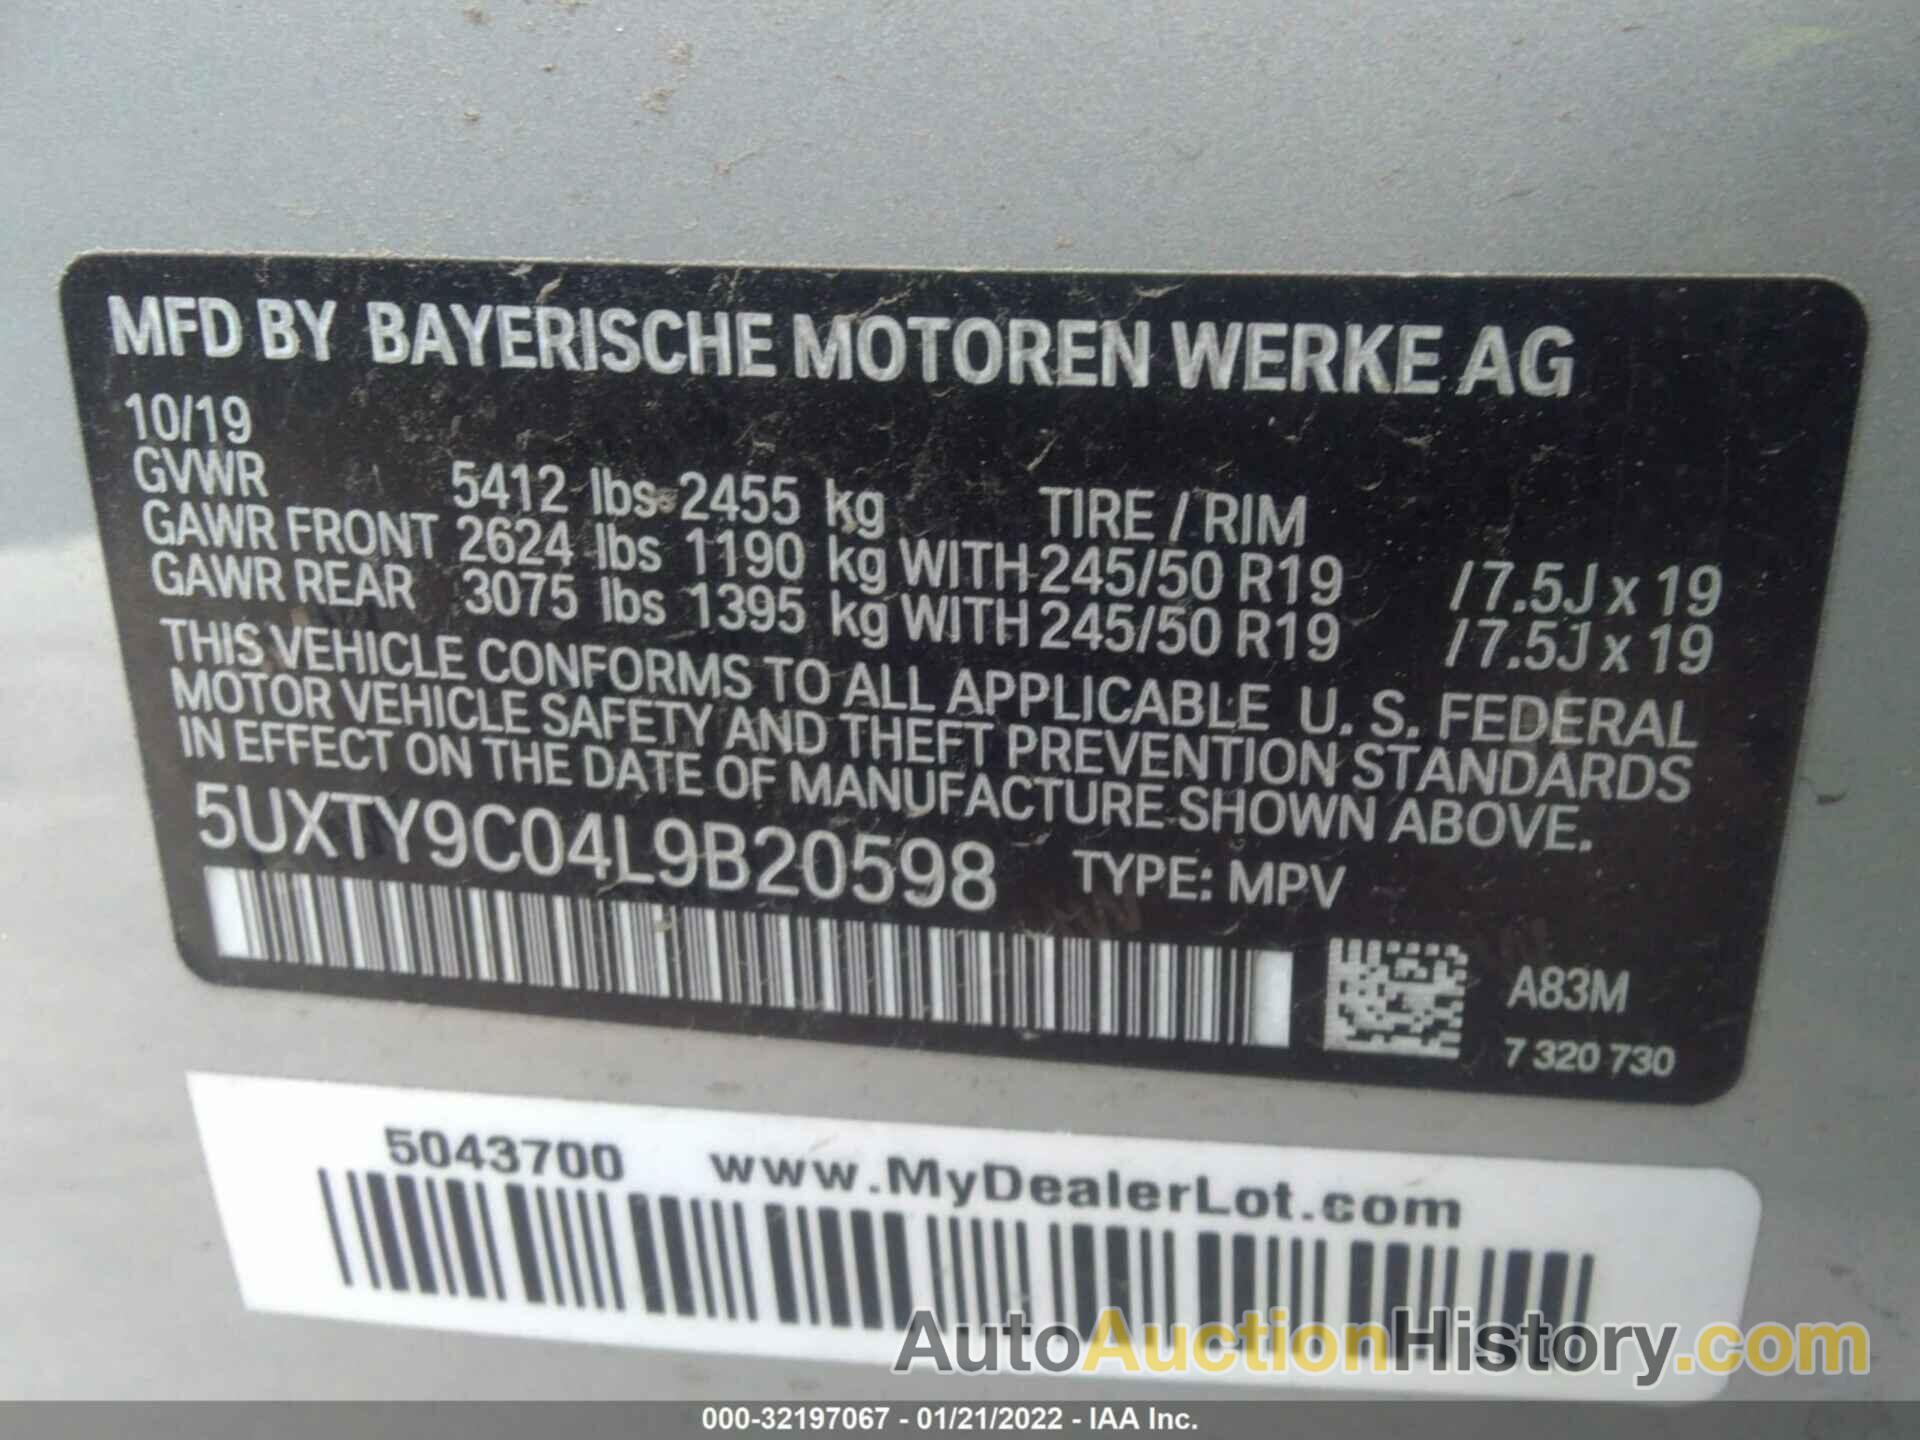 MFD BY BAYERISCHE MOTOREN WERKE AG
10/19
GVWR 5412 lbs 2455 kg TIRE / RIM
GAWR FRONT 2624 lbs 1190 kg WITH 245/50 R19 / 7.5J x 19
GAWR REAR 3075 lbs 1395 kg WITH 245/50 R19 / 7.5J x 19
THIS VEHICLE CONFORMS TO ALL APPLICABLE U. S. FEDERAL
MOTOR VEHICLE SAFETY AND THEFT PREVENTION STANDARDS
IN EFFECT ON THE DATE OF MANUFACTURE SHOWN ABOVE.
5UXTY9C04L9B20598 TYPE: MPV
A83M
7 320 730
5043700 www.MyDealerLot.com
AutoAuctionHistory.com
000-32197067 - 01/21/2022 - IAA Inc.